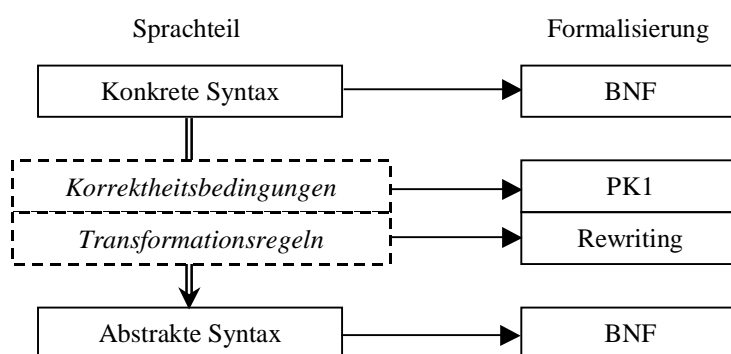 Sprachteil Formalisierung
Konkrete Syntax BNF
Korrektheitsbedingungen PK1
Transformationsregeln Rewriting
Abstrakte Syntax BNF